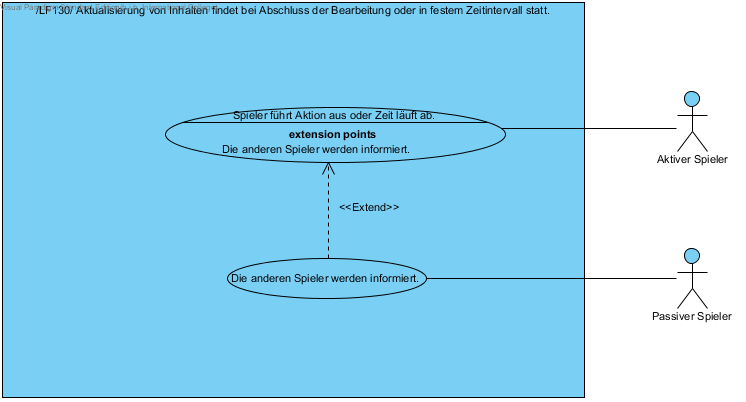 /LF130/ Aktualisierung von Inhalten findet bei Abschluss der Bearbeitung oder in festem Zeitintervall statt.
Spieler führt Aktion aus oder Zeit läuft ab.
extension points
Die anderen Spieler werden informiert.
Aktiver Spieler
<<Extend>>
Die anderen Spieler werden informiert.
Passiver Spieler